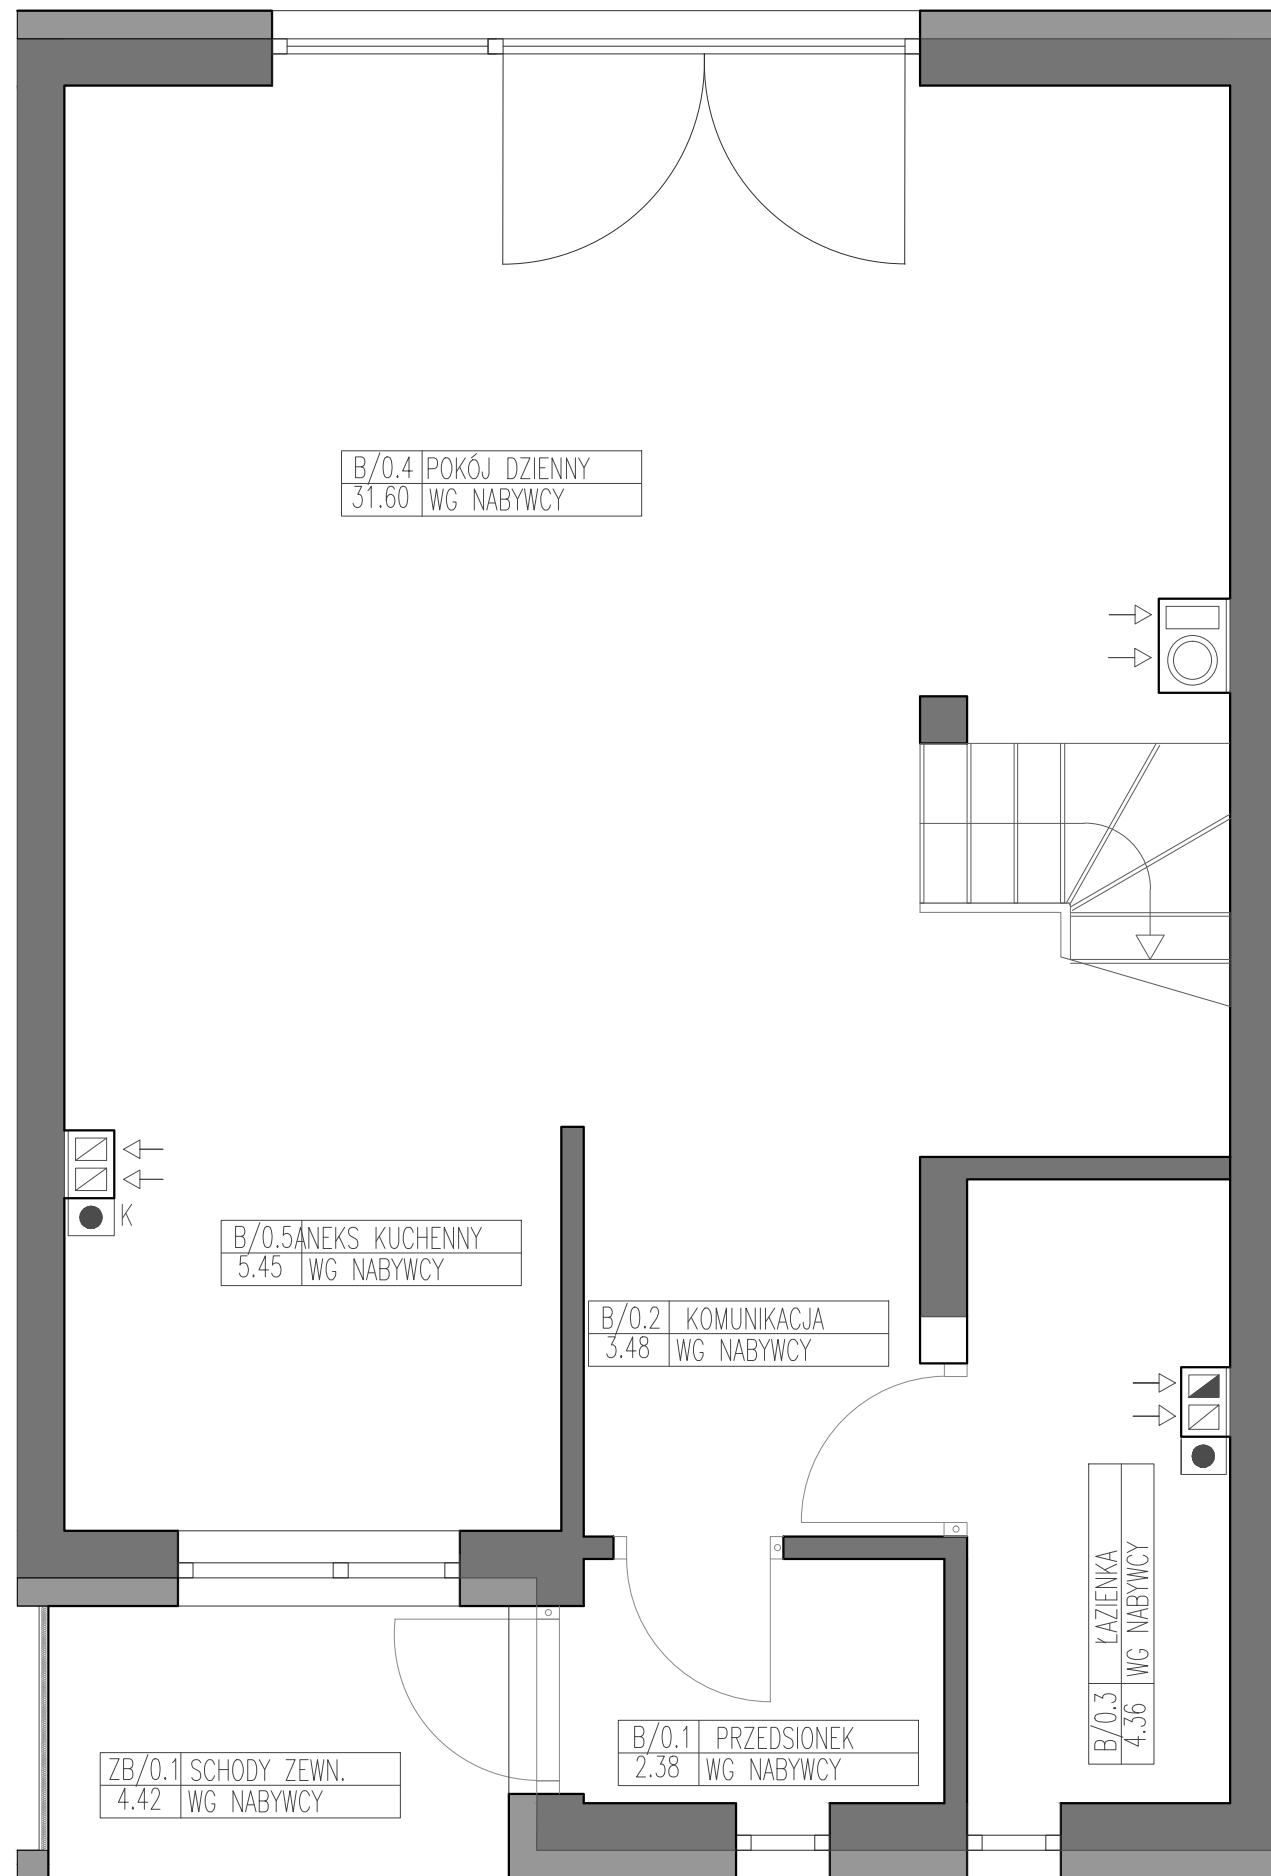 B/0.4 POKÓJ DZIENNY
31.60 WG NABYWCY
K
B/0.5 ANEKS KUCHENNY
5.45 WG NABYWCY
B/0.2 KOMUNIKACJA
3.48 WG NABYWCY
B/0.3 ŁAZIENKA
4.36 WG NABYWCY
B/0.1 PRZEDSIONEK
2.38 WG NABYWCY
ZB/0.1 SCHODY ZEWN.
4.42 WG NABYWCY